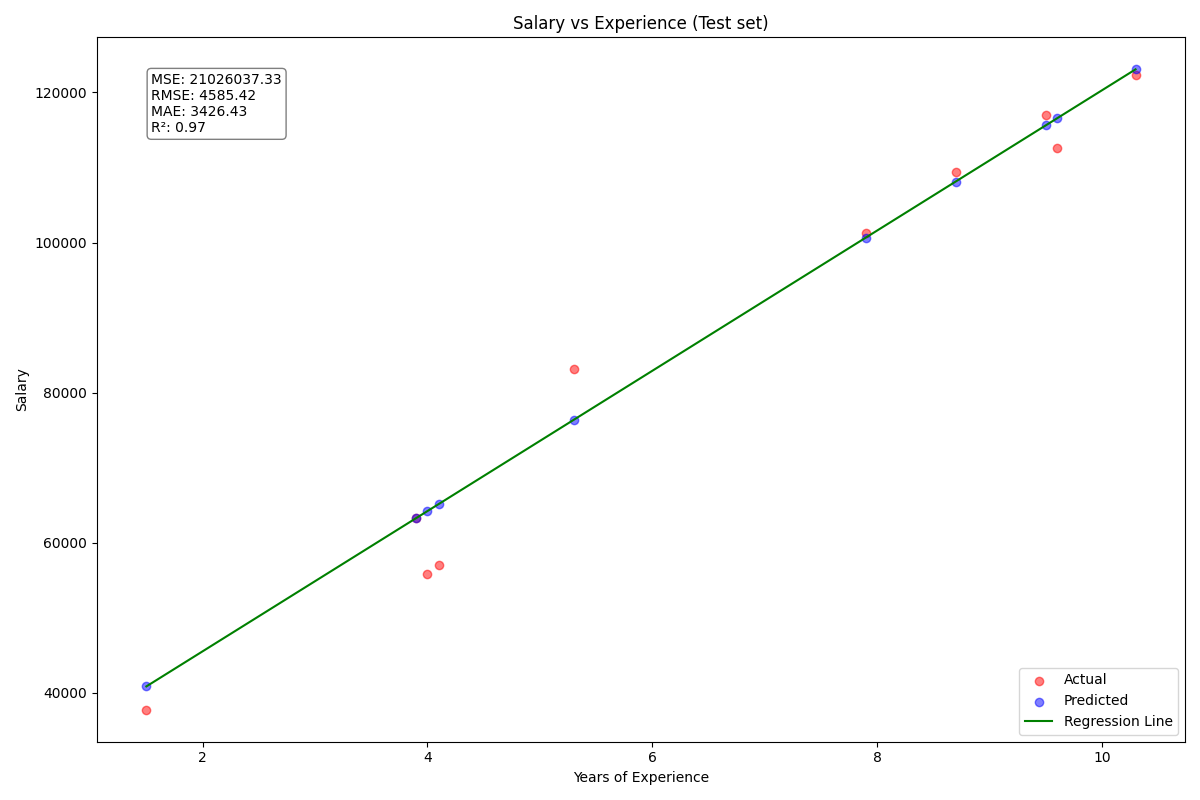 Salary vs Experience (Test set)
MSE: 21026037.33
RMSE: 4585.42
MAE: 3426.43
R²: 0.97
120000
100000
80000
60000
40000
Salary
2
4
6
8
10
Years of Experience
Actual
Predicted
Regression Line